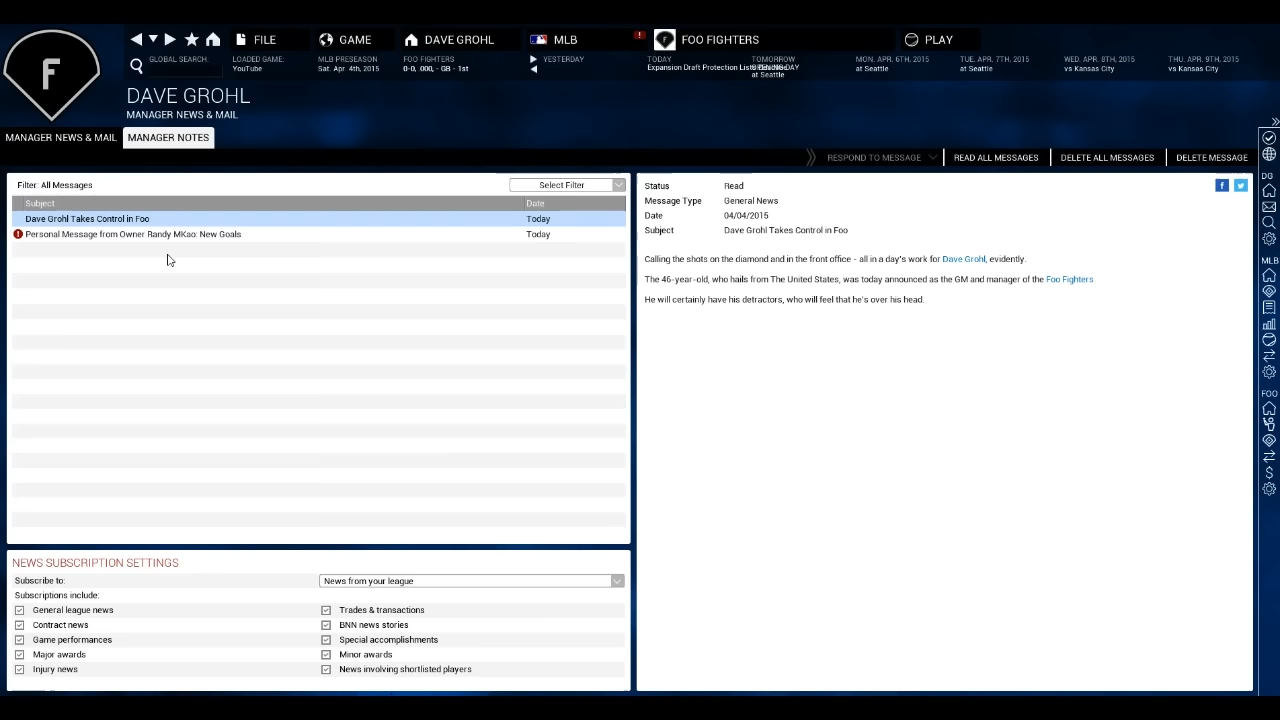 F
FILE
GAME
DAVE GROHL
MLB
!
FOO FIGHTERS
PLAY
GLOBAL SEARCH:
LOADED GAME:
YouTube
MLB PRESEASON
Sat. Apr. 4th, 2015
FOO FIGHTERS
0-0, .000, - GB - 1st
YESTERDAY
TODAY
Expansion Draft Protection List
TOMORROW
at Seattle
MON. APR. 6TH, 2015
at Seattle
TUE. APR. 7TH, 2015
at Seattle
WED. APR. 8TH, 2015
vs Kansas City
THU. APR. 9TH, 2015
vs Kansas City
DAVE GROHL
MANAGER NEWS & MAIL
MANAGER NEWS & MAIL
MANAGER NOTES
RESPOND TO MESSAGE
READ ALL MESSAGES
DELETE ALL MESSAGES
DELETE MESSAGE
Filter: All Messages
Select Filter
Subject Date
Dave Grohl Takes Control in Foo Today
! Personal Message from Owner Randy MKao: New Goals Today
NEWS SUBSCRIPTION SETTINGS
Subscribe to: News from your league
Subscriptions include:
General league news Trades & transactions
Contract news BNN news stories
Game performances Special accomplishments
Major awards Minor awards
Injury news News involving shortlisted players
Status Read
Message Type General News
Date 04/04/2015
Subject Dave Grohl Takes Control in Foo
Calling the shots on the diamond and in the front office - all in a day's work for Dave Grohl, evidently.
The 46-year-old, who hails from The United States, was today announced as the GM and manager of the Foo Fighters.
He will certainly have his detractors, who will feel that he's over his head.
f
DG
MLB
FOO
$